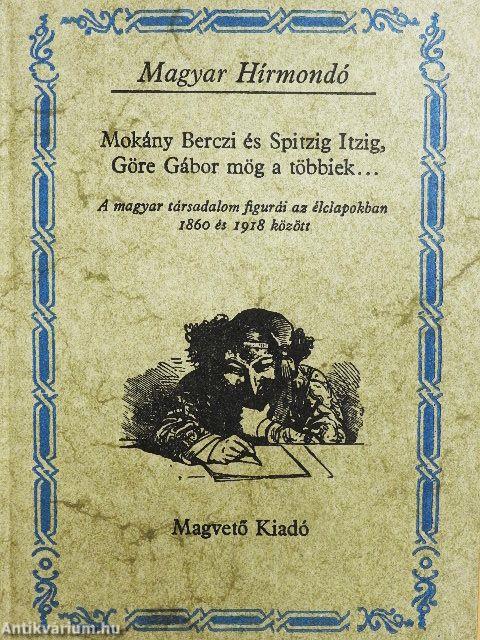 Magyar Hírmondó
Mokány Berczi és Spitzig Itzig,
Göre Gábor mög a többiek...
A magyar társadalom figurái az élclapokban
1860 és 1918 között
Magvető Kiadó
Antikvárium.hu